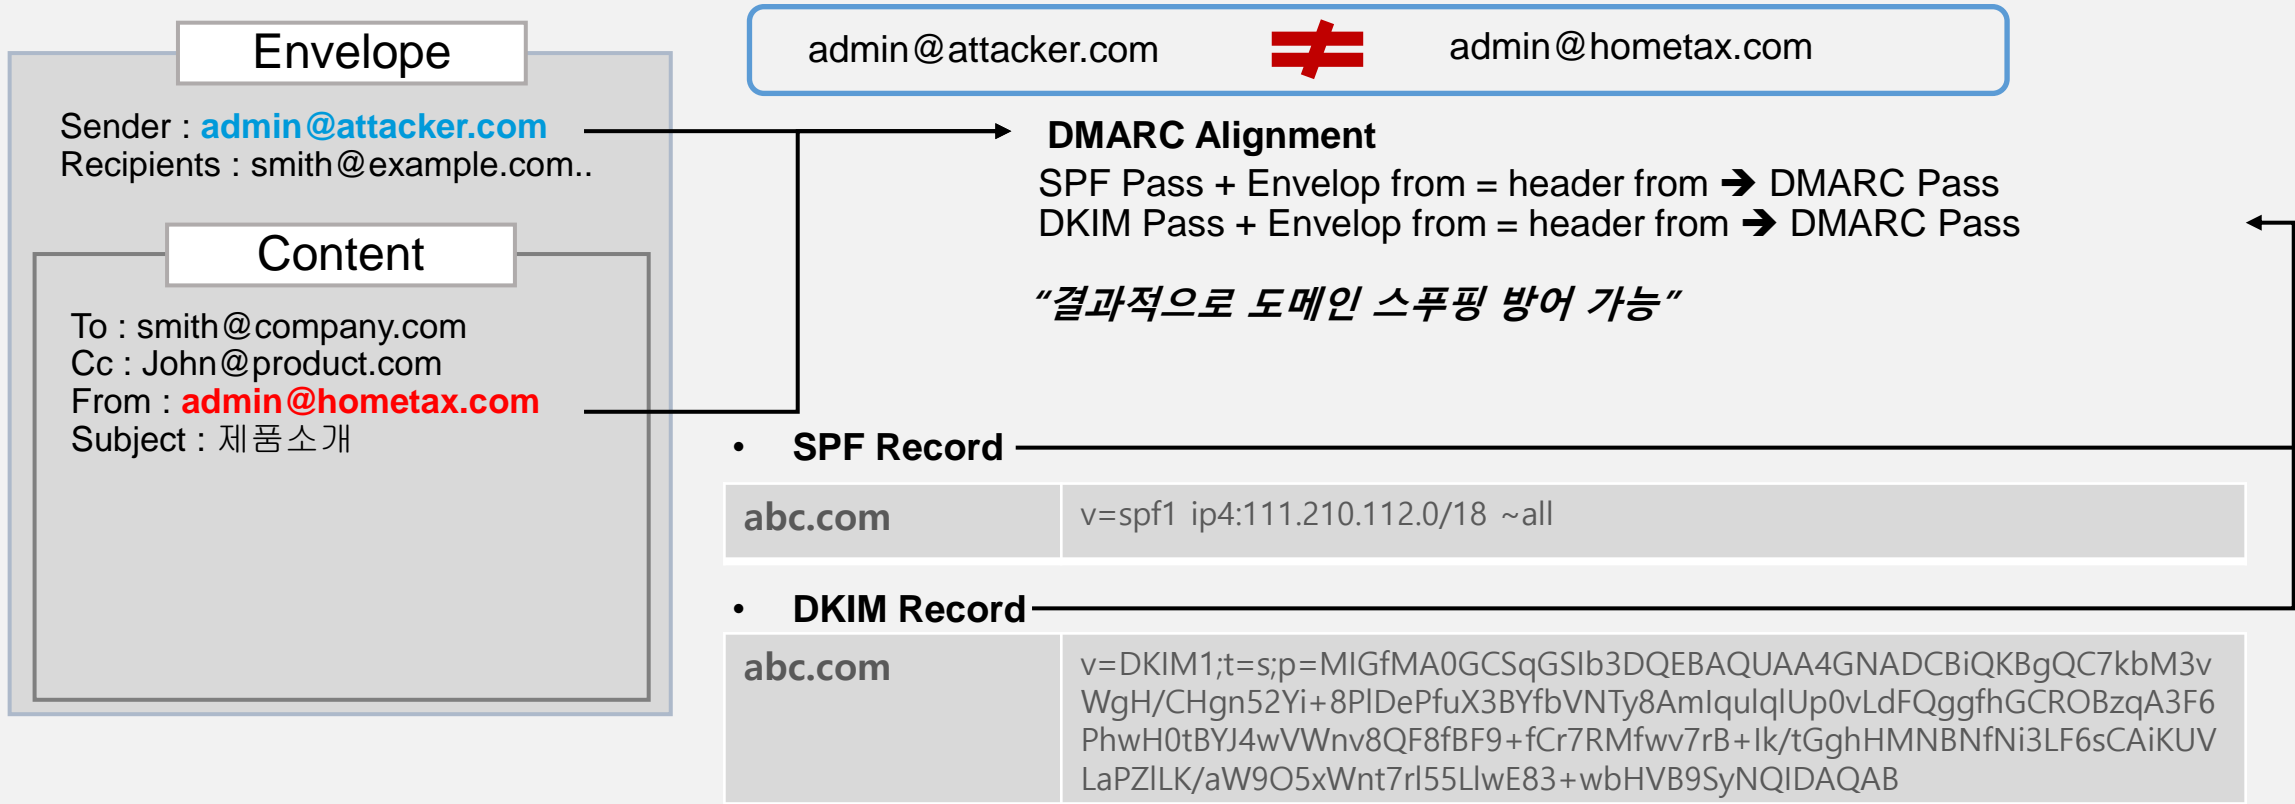 Envelope
Sender : admin@attacker.com
Recipients : smith@example.com..
Content
To : smith@company.com
Cc : John@product.com
From : admin@hometax.com
Subject : 제품소개
admin@attacker.com ≠ admin@hometax.com
DMARC Alignment
SPF Pass + Envelop from = header from ➔ DMARC Pass
DKIM Pass + Envelop from = header from ➔ DMARC Pass
“결과적으로 도메인 스푸핑 방어 가능”
• SPF Record
abc.com v=spf1 ip4:111.210.112.0/18 ~all
• DKIM Record
abc.com v=DKIM1;t=s;p=MIGfMA0GCSqGSIb3DQEBAQUAA4GNADCBiQKBgQC7kbM3v
WgH/CHgn52Yi+8PlDePfuX3BYfbVNTy8AmIqulqlUp0vLdFQggfhGCROBzqA3F6
PhwH0tBYJ4wVWnv8QF8fBF9+fCr7RMfwv7rB+Ik/tGghHMNBNfNi3LF6sCAiKUV
LaPZlLK/aW9O5xWnt7rl55LlwE83+wbHVB9SyNQIDAQAB